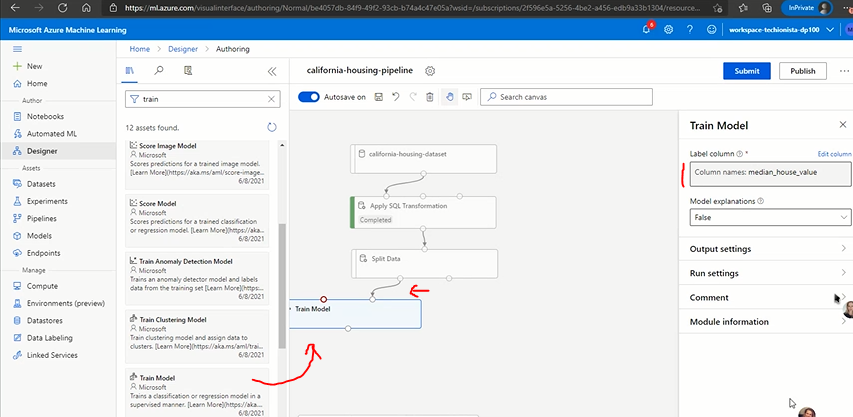 https://ml.azure.com/visualinterface/authoring/Normal/be4057db-84f9-49f2-93cb-b74a4c47e05a?wsid=/subscriptions/2f596e5a-5256-4be2-a456-edb9a33b1304/resource...
InPrivate
Microsoft Azure Machine Learning
8
workspace-techionista-dp100
New
Home
Author
Notebooks
Automated ML
Designer
Assets
Datasets
Experiments
Pipelines
Models
Endpoints
Manage
Compute
Environments (preview)
Datastores
Data Labeling
Linked Services
Home > Designer > Authoring
train
12 assets found.
Score Image Model
Microsoft
Scores predictions for a trained image model.
[Learn More](https://aka.ms/aml/score-image...
6/8/2021
Score Model
Microsoft
Scores predictions for a trained classification
or regression model. [Learn More](https://aka.ms...
6/8/2021
Train Anomaly Detection Model
Microsoft
Trains an anomaly detector model and labels
data from the training set [Learn More](https...
6/8/2021
Train Clustering Model
Microsoft
Train clustering model and assign data to
clusters. [Learn More](https://aka.ms/aml/trai...
6/8/2021
Train Model
Microsoft
Trains a classification or regression model in a
supervised manner. [Learn More](https://aka.ms...
california-housing-pipeline
Submit
Publish
Autosave on
Search canvas
california-housing-dataset
Apply SQL Transformation
Completed
Split Data
Train Model
Train Model
Label column *
Edit column
Column names: median_house_value
Model explanations
False
Output settings
Run settings
Comment
Module information